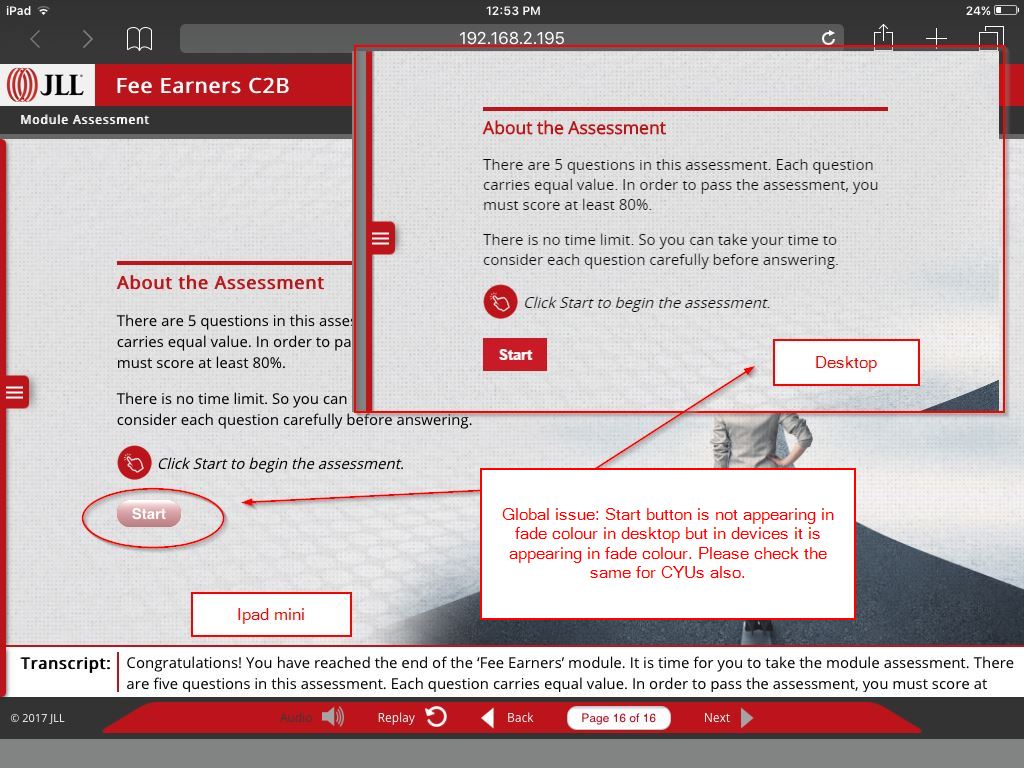 iPad
12:53 PM
24%
192.168.2.195
JLL
Fee Earners C2B
Module Assessment
About the Assessment
There are 5 questions in this assessment. Each question
carries equal value. In order to pass the assessment, you
must score at least 80%.
There is no time limit. So you can take your time to
consider each question carefully before answering.
Click Start to begin the assessment.
Start
Desktop
About the Assessment
There are 5 questions in this asse
carries equal value. In order to pa
must score at least 80%.
There is no time limit. So you can
consider each question carefully before answering.
Click Start to begin the assessment.
Start
Global issue: Start button is not appearing in
fade colour in desktop but in devices it is
appearing in fade colour. Please check the
same for CYUs also.
Ipad mini
Transcript:
Congratulations! You have reached the end of the ‘Fee Earners’ module. It is time for you to take the module assessment. There
are five questions in this assessment. Each question carries equal value. In order to pass the assessment, you must score at
© 2017 JLL
Audio
Replay
Back
Page 16 of 16
Next